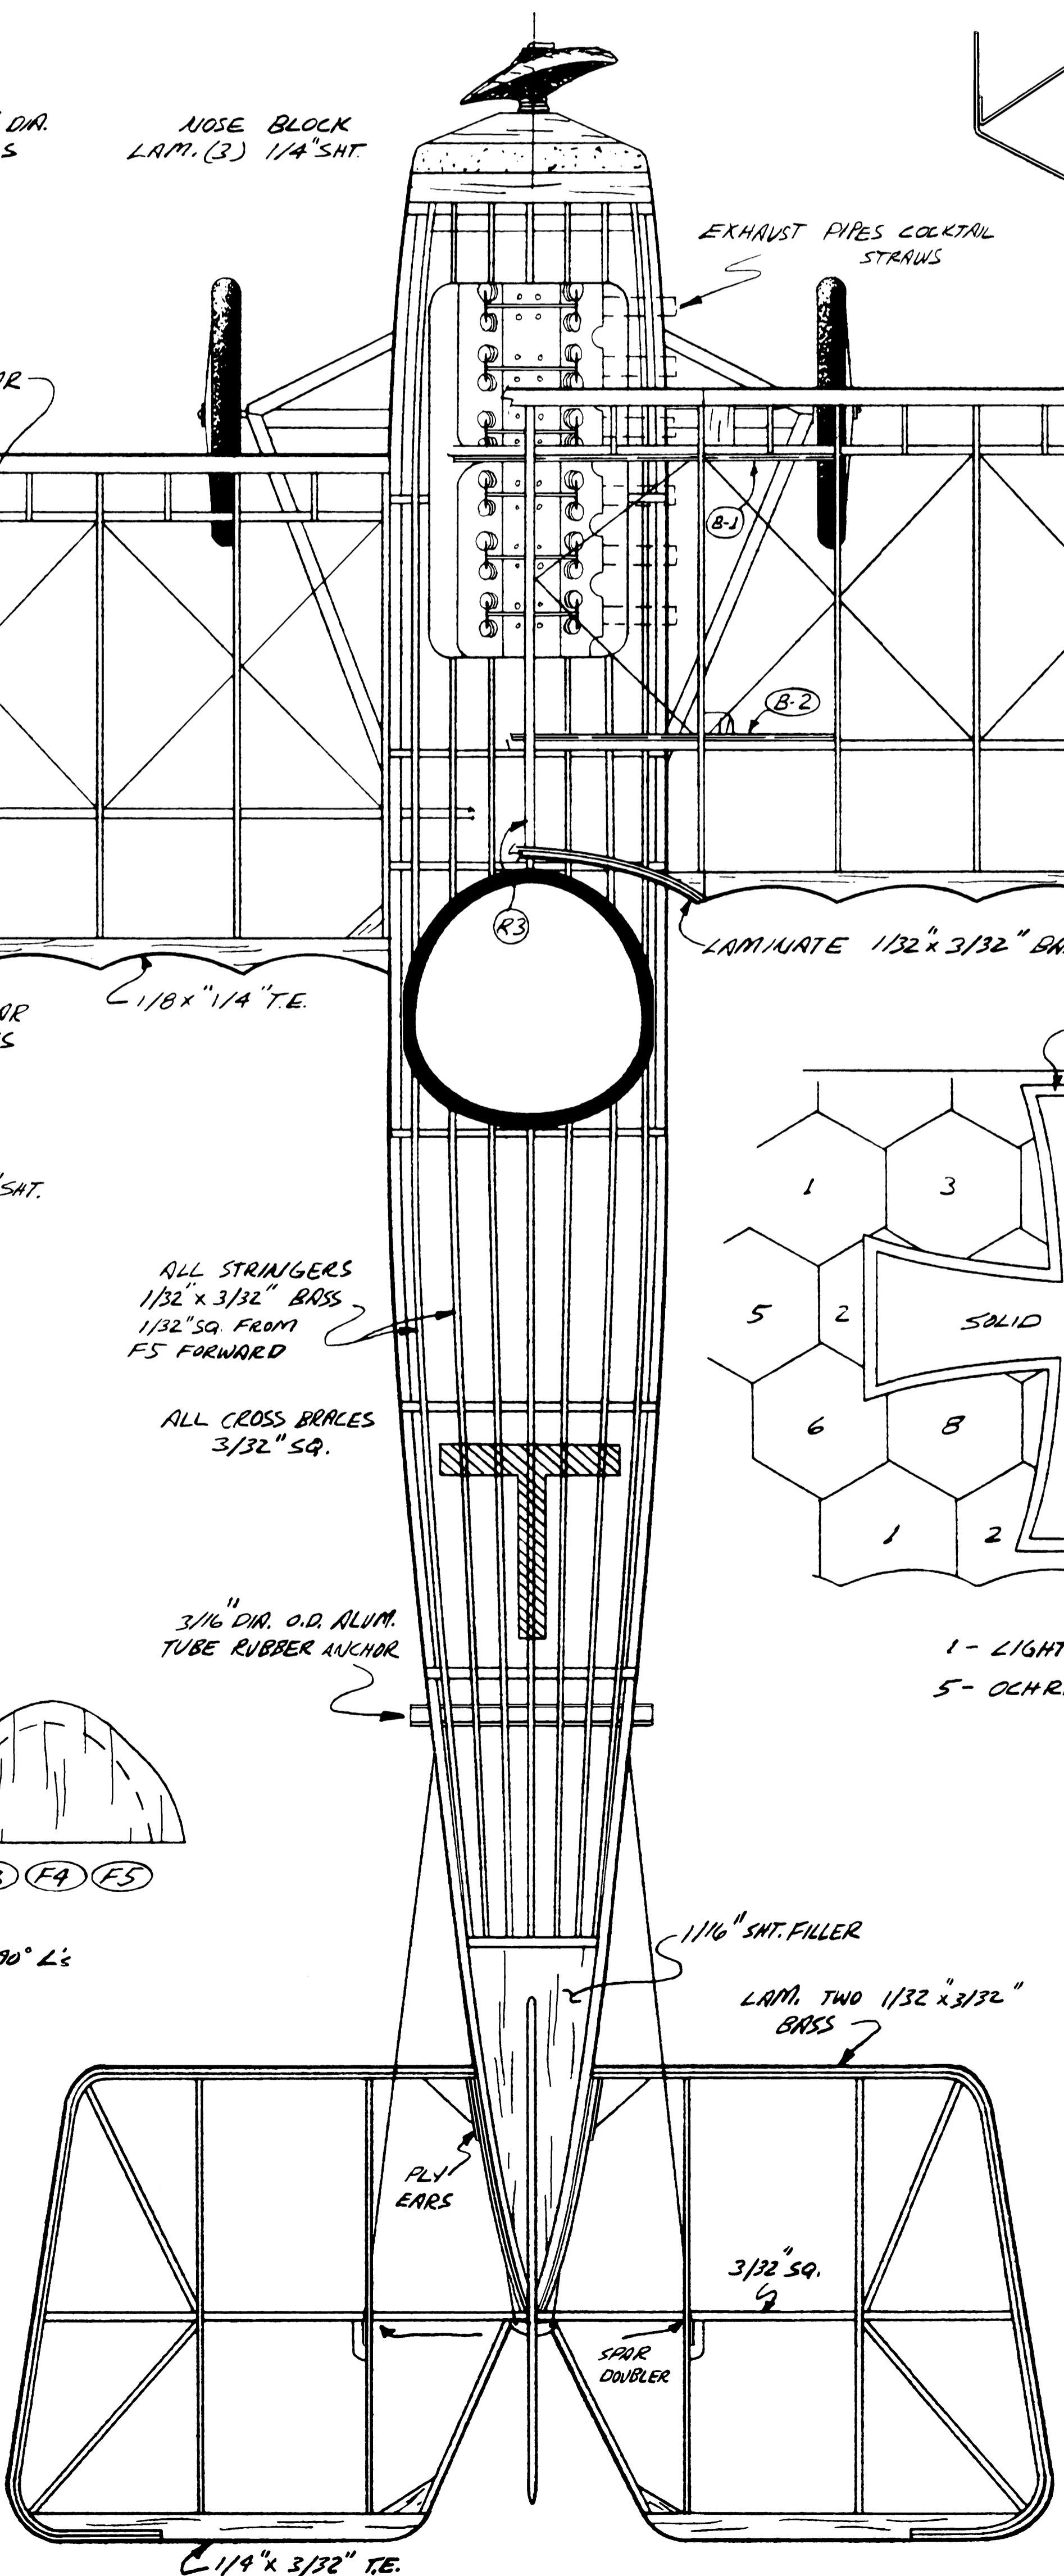 DIA.
S
NOSE BLOCK
LAM. (3) 1/4" SHT.
EXHAUST PIPES COCKTAIL
STRAWS
B-1
B-2
R3
LAMINATE 1/32" x 3/32" BA
1/8 x "1/4" T.E.
S
" SHT.
1
3
5
2
SOLID
6
8
1
2
ALL STRINGERS
1/32" x 3/32" BASS
1/32" SQ. FROM
F5 FORWARD
ALL CROSS BRACES
3/32" SQ.
T
3/16" DIA. O.D. ALUM.
TUBE RUBBER ANCHOR
1 - LIGHT
5 - OCHR
F4 F5
90° L's
1/16" SHT. FILLER
LAM. TWO 1/32" x 3/32"
BASS
PLY
EARS
3/32" SQ.
SPAR
DOUBLER
1/4" x 3/32" T.E.